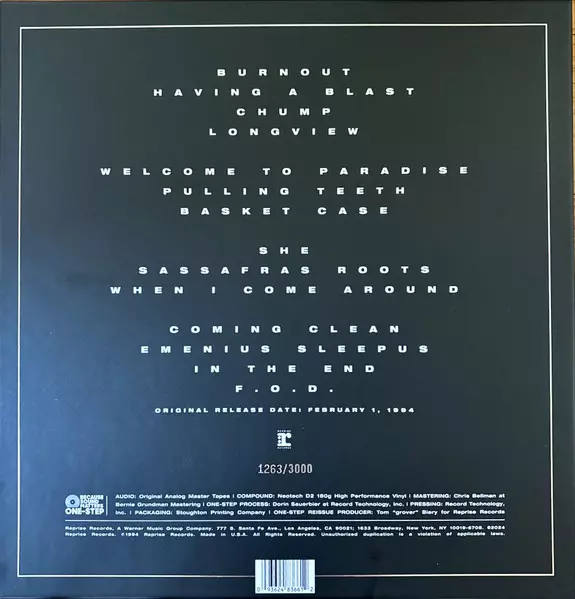 BURNOUT
HAVING A BLAST
CHUMP
LONGVIEW
WELCOME TO PARADISE
PULLING TEETH
BASKET CASE
SHE
SASSAFRAS ROOTS
WHEN I COME AROUND
COMING CLEAN
EMENIUS SLEEPUS
IN THE END
F.O.D.
ORIGINAL RELEASE DATE: FEBRUARY 1, 1994
REPRISE
r
RECORDS
1263/3000
BECAUSE SOUND MATTERS ONE-STEP
AUDIO: Original Analog Master Tapes | COMPOUND: Neotech D2 180g High Performance Vinyl | MASTERING: Chris Bellman at
Bernie Grundman Mastering | ONE-STEP PROCESS: Dorin Sauerbier at Record Technology, Inc. | PRESSING: Record Technology,
Inc. | PACKAGING: Stoughton Printing Company | ONE-STEP REISSUE PRODUCER: Tom "grover" Biery for Reprise Records
Reprise Records, A Warner Music Group Company. 777 S. Santa Fe Ave., Los Angeles, CA 90021; 1633 Broadway, New York, NY 10019-6708. ©2024
Reprise Records. ℗1994 Reprise Records. Made in U.S.A. All Rights Reserved. Unauthorized duplication is a violation of applicable laws.
0 93624 83661 2